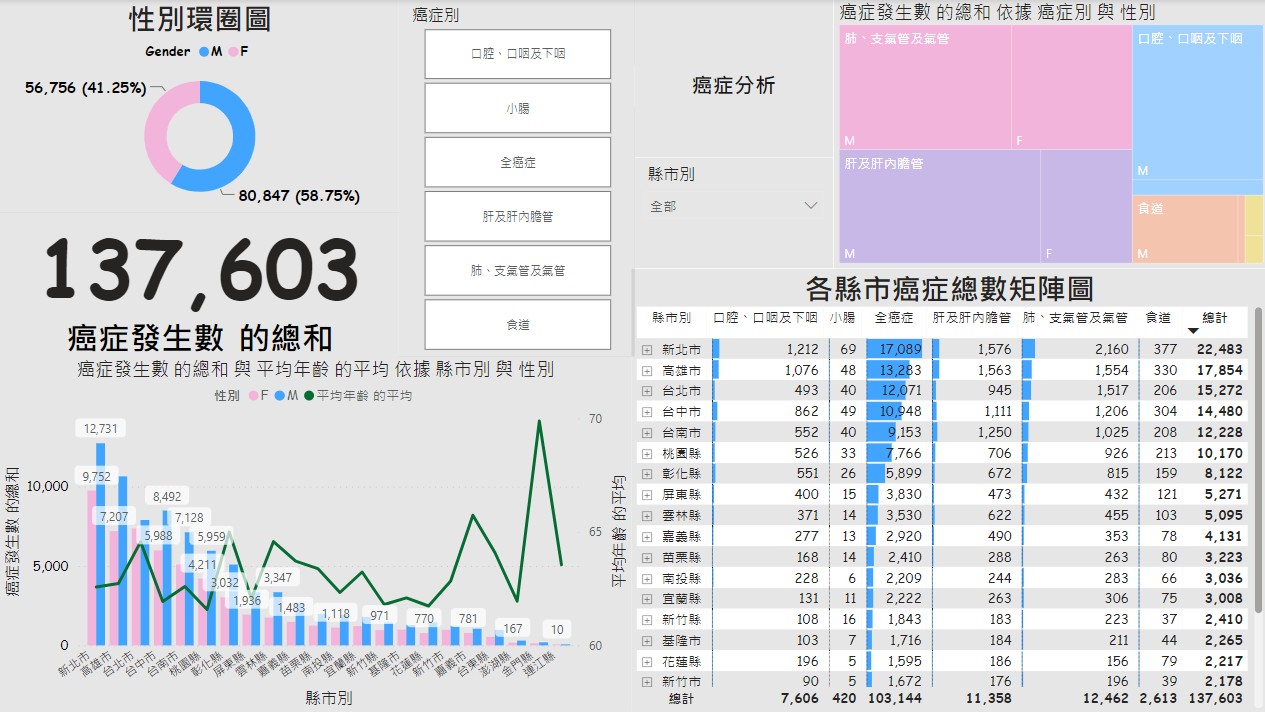 性別環圈圖
Gender M F
56,756 (41.25%)
80,847 (58.75%)
137,603
癌症發生數 的總和
癌症別
口腔、口咽及下咽
小腸
全癌症
肝及肝內膽管
肺、支氣管及氣管
食道
癌症分析
縣市別
全部
癌症發生數 的總和 依據 癌症別 與 性別
肺、支氣管及氣管
M
F
口腔、口咽及下咽
M
肝及肝內膽管
M
F
食道
M
癌症發生數 的總和 與 平均年齡 的平均 依據 縣市別 與 性別
性別 F M 平均年齡 的平均
癌症發生數 的總和
10,000
5,000
0
12,731
9,752
7,207
8,492
5,988
7,128
4,211
5,959
3,032
1,936
3,347
1,483
1,118
971
770
781
167
10
70
65
60
平均年齡 的平均
新北市
高雄市
台北市
台中市
台南市
桃園縣
彰化縣
屏東縣
雲林縣
嘉義縣
苗栗縣
南投縣
宜蘭縣
新竹縣
基隆市
花蓮縣
新竹市
嘉義市
台東縣
澎湖縣
金門縣
連江縣
縣市別
各縣市癌症總數矩陣圖
縣市別 口腔、口咽及下咽 小腸 全癌症 肝及肝內膽管 肺、支氣管及氣管 食道 總計
新北市 1,212 69 17,089 1,576 2,160 377 22,483
高雄市 1,076 48 13,283 1,563 1,554 330 17,854
台北市 493 40 12,071 945 1,517 206 15,272
台中市 862 49 10,948 1,111 1,206 304 14,480
台南市 552 40 9,153 1,250 1,025 208 12,228
桃園縣 526 33 7,766 706 926 213 10,170
彰化縣 551 26 5,899 672 815 159 8,122
屏東縣 400 15 3,830 473 432 121 5,271
雲林縣 371 14 3,530 622 455 103 5,095
嘉義縣 277 13 2,920 490 353 78 4,131
苗栗縣 168 14 2,410 288 263 80 3,223
南投縣 228 6 2,209 244 283 66 3,036
宜蘭縣 131 11 2,222 263 306 75 3,008
新竹縣 108 16 1,843 183 223 37 2,410
基隆市 103 7 1,716 184 211 44 2,265
花蓮縣 196 5 1,595 186 156 79 2,217
新竹市 90 5 1,672 176 196 39 2,178
總計 7,606 420 103,144 11,358 12,462 2,613 137,603